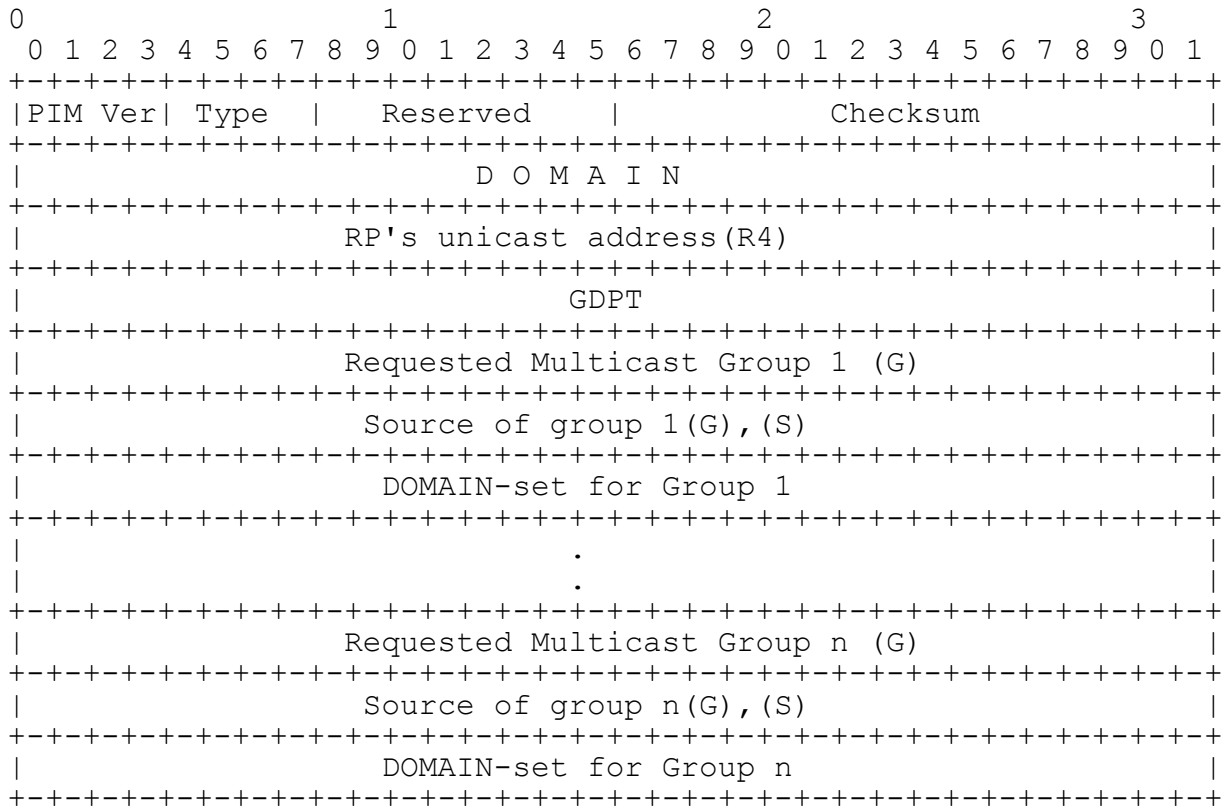 0                   1                   2                   3
 0 1 2 3 4 5 6 7 8 9 0 1 2 3 4 5 6 7 8 9 0 1 2 3 4 5 6 7 8 9 0 1
+-+-+-+-+-+-+-+-+-+-+-+-+-+-+-+-+-+-+-+-+-+-+-+-+-+-+-+-+-+-+-+-+
|PIM Ver| Type  |   Reserved    |           Checksum            |
+-+-+-+-+-+-+-+-+-+-+-+-+-+-+-+-+-+-+-+-+-+-+-+-+-+-+-+-+-+-+-+-+
|                        D O M A I N                            |
+-+-+-+-+-+-+-+-+-+-+-+-+-+-+-+-+-+-+-+-+-+-+-+-+-+-+-+-+-+-+-+-+
|                 RP's unicast address(R4)                      |
+-+-+-+-+-+-+-+-+-+-+-+-+-+-+-+-+-+-+-+-+-+-+-+-+-+-+-+-+-+-+-+-+
|                             GDPT                              |
+-+-+-+-+-+-+-+-+-+-+-+-+-+-+-+-+-+-+-+-+-+-+-+-+-+-+-+-+-+-+-+-+
|                 Requested Multicast Group 1 (G)               |
+-+-+-+-+-+-+-+-+-+-+-+-+-+-+-+-+-+-+-+-+-+-+-+-+-+-+-+-+-+-+-+-+
|                  Source of group 1(G),(S)                     |
+-+-+-+-+-+-+-+-+-+-+-+-+-+-+-+-+-+-+-+-+-+-+-+-+-+-+-+-+-+-+-+-+
|                   DOMAIN-set for Group 1                      |
+-+-+-+-+-+-+-+-+-+-+-+-+-+-+-+-+-+-+-+-+-+-+-+-+-+-+-+-+-+-+-+-+
|                             .                                 |
|                             .                                 |
+-+-+-+-+-+-+-+-+-+-+-+-+-+-+-+-+-+-+-+-+-+-+-+-+-+-+-+-+-+-+-+-+
|                 Requested Multicast Group n (G)               |
+-+-+-+-+-+-+-+-+-+-+-+-+-+-+-+-+-+-+-+-+-+-+-+-+-+-+-+-+-+-+-+-+
|                  Source of group n(G),(S)                     |
+-+-+-+-+-+-+-+-+-+-+-+-+-+-+-+-+-+-+-+-+-+-+-+-+-+-+-+-+-+-+-+-+
|                   DOMAIN-set for Group n                      |
+-+-+-+-+-+-+-+-+-+-+-+-+-+-+-+-+-+-+-+-+-+-+-+-+-+-+-+-+-+-+-+-+